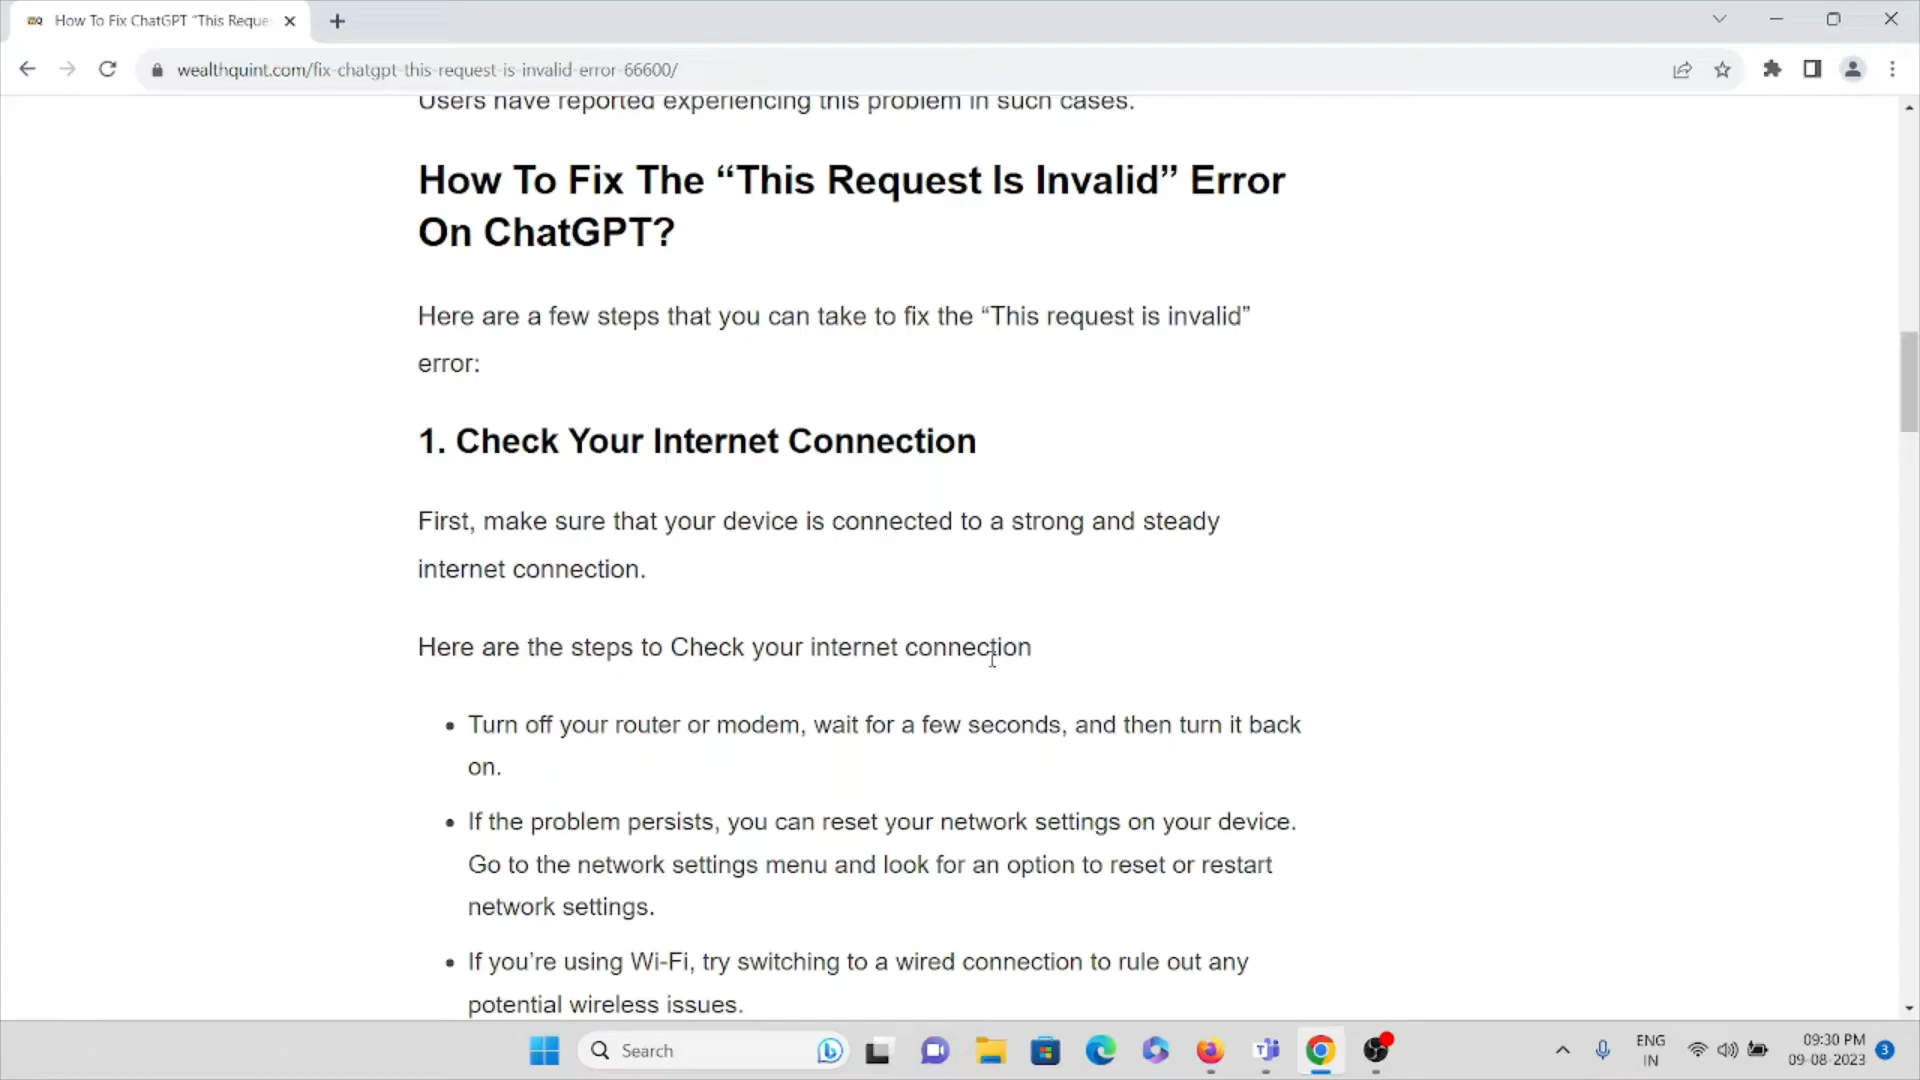 How To Fix ChatGPT “This Reque
wealthquint.com/fix-chatgpt-this-request-is-invalid-error-66600/
Users have reported experiencing this problem in such cases.
How To Fix The “This Request Is Invalid” Error
On ChatGPT?
Here are a few steps that you can take to fix the “This request is invalid”
error:
1. Check Your Internet Connection
First, make sure that your device is connected to a strong and steady
internet connection.
Here are the steps to Check your internet connection
• Turn off your router or modem, wait for a few seconds, and then turn it back
on.
• If the problem persists, you can reset your network settings on your device.
Go to the network settings menu and look for an option to reset or restart
network settings.
• If you’re using Wi-Fi, try switching to a wired connection to rule out any
potential wireless issues.
Search
ENG
IN
09:30 PM
09-08-2023
3